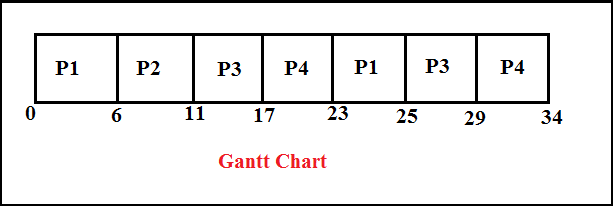 P1 P2 P3 P4 P1 P3 P4
0 6 11 17 23 25 29 34
Gantt Chart